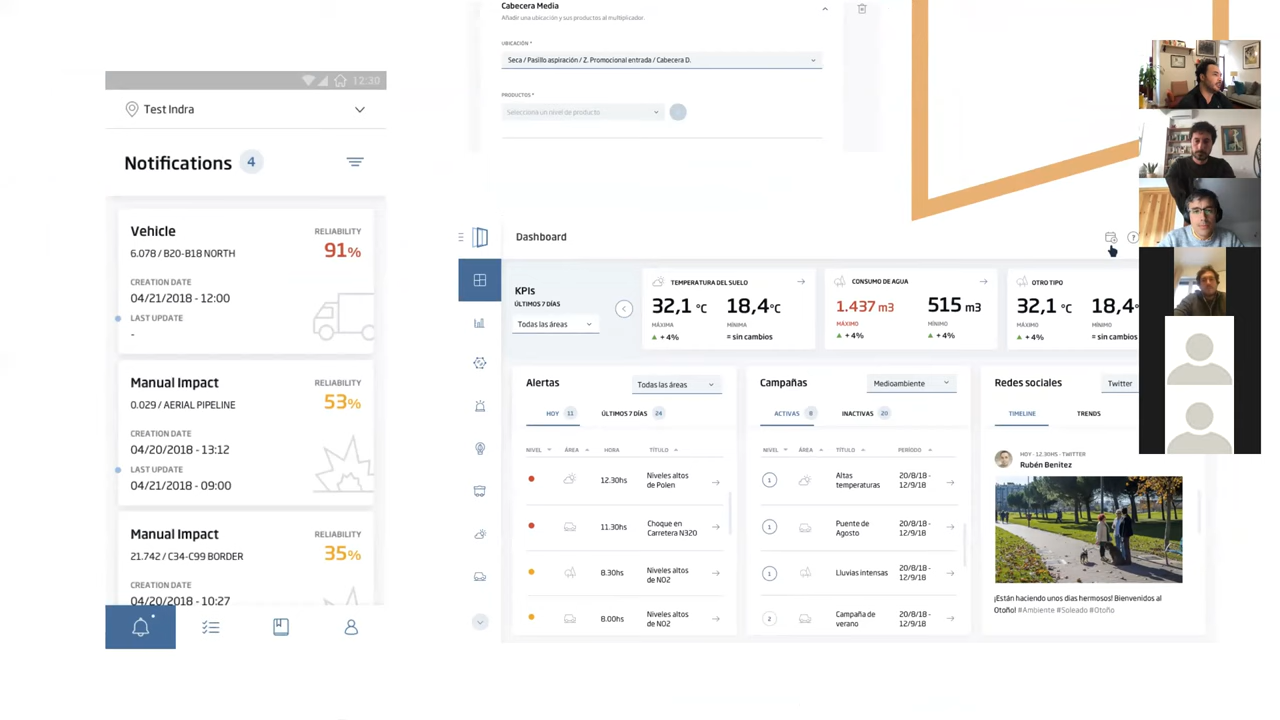 12:30
Test Indra
Notifications 4
Vehicle
6.078 / B20-B18 NORTH
RELIABILITY
91%
CREATION DATE
04/21/2018 - 12:00
LAST UPDATE
-
Manual Impact
0.029 / AERIAL PIPELINE
RELIABILITY
53%
CREATION DATE
04/20/2018 - 13:12
LAST UPDATE
04/21/2018 - 09:00
Manual Impact
21.742 / C34-C99 BORDER
RELIABILITY
35%
CREATION DATE
04/20/2018 - 10:27
Cabecera Media
Añadir una ubicación y sus productos al multiplicador.
UBICACIÓN *
Seca / Pasillo aspiración / Z. Promocional entrada / Cabecera D.
PRODUCTOS *
Selecciona un nivel de producto
Dashboard
?
KPIs
ÚLTIMOS 7 DÍAS
Todas las áreas
TEMPERATURA DEL SUELO
32,1 ºC 18,4ºC
MÁXIMA MÍNIMA
+ 4% = sin cambios
CONSUMO DE AGUA
1.437 m3 515 m3
MÁXIMO MÍNIMO
+ 4% + 4%
OTRO TIPO
32,1 ºC 18,4º
MÁXIMA MÍNIMA
+ 4% = sin cambios
Alertas
Todas las áreas
HOY 11 ÚLTIMOS 7 DÍAS 24
NIVEL ÁREA HORA TÍTULO
12.30hs Niveles altos
de Polen
11.30hs Choque en
Carretera N320
8.30hs Niveles altos
de NO2
8.00hs Niveles altos
de NO2
Campañas
Medioambiente
ACTIVAS 8 INACTIVAS 20
NIVEL ÁREA TÍTULO PERÍODO
1 Altas 20/8/18 -
temperaturas 12/9/18
1 Puente de 20/8/18 -
Agosto 12/9/18
1 Lluvias intensas 20/8/18 -
12/9/18
2 Campaña de 20/8/18 -
verano 12/9/18
Redes sociales
Twitter
TIMELINE TRENDS
HOY - 12.30HS - TWITTER
Rubén Benitez
¡Están haciendo unos dias hermosos! Bienvenidos al
Otoño! #Ambiente #Soleado #Otoño